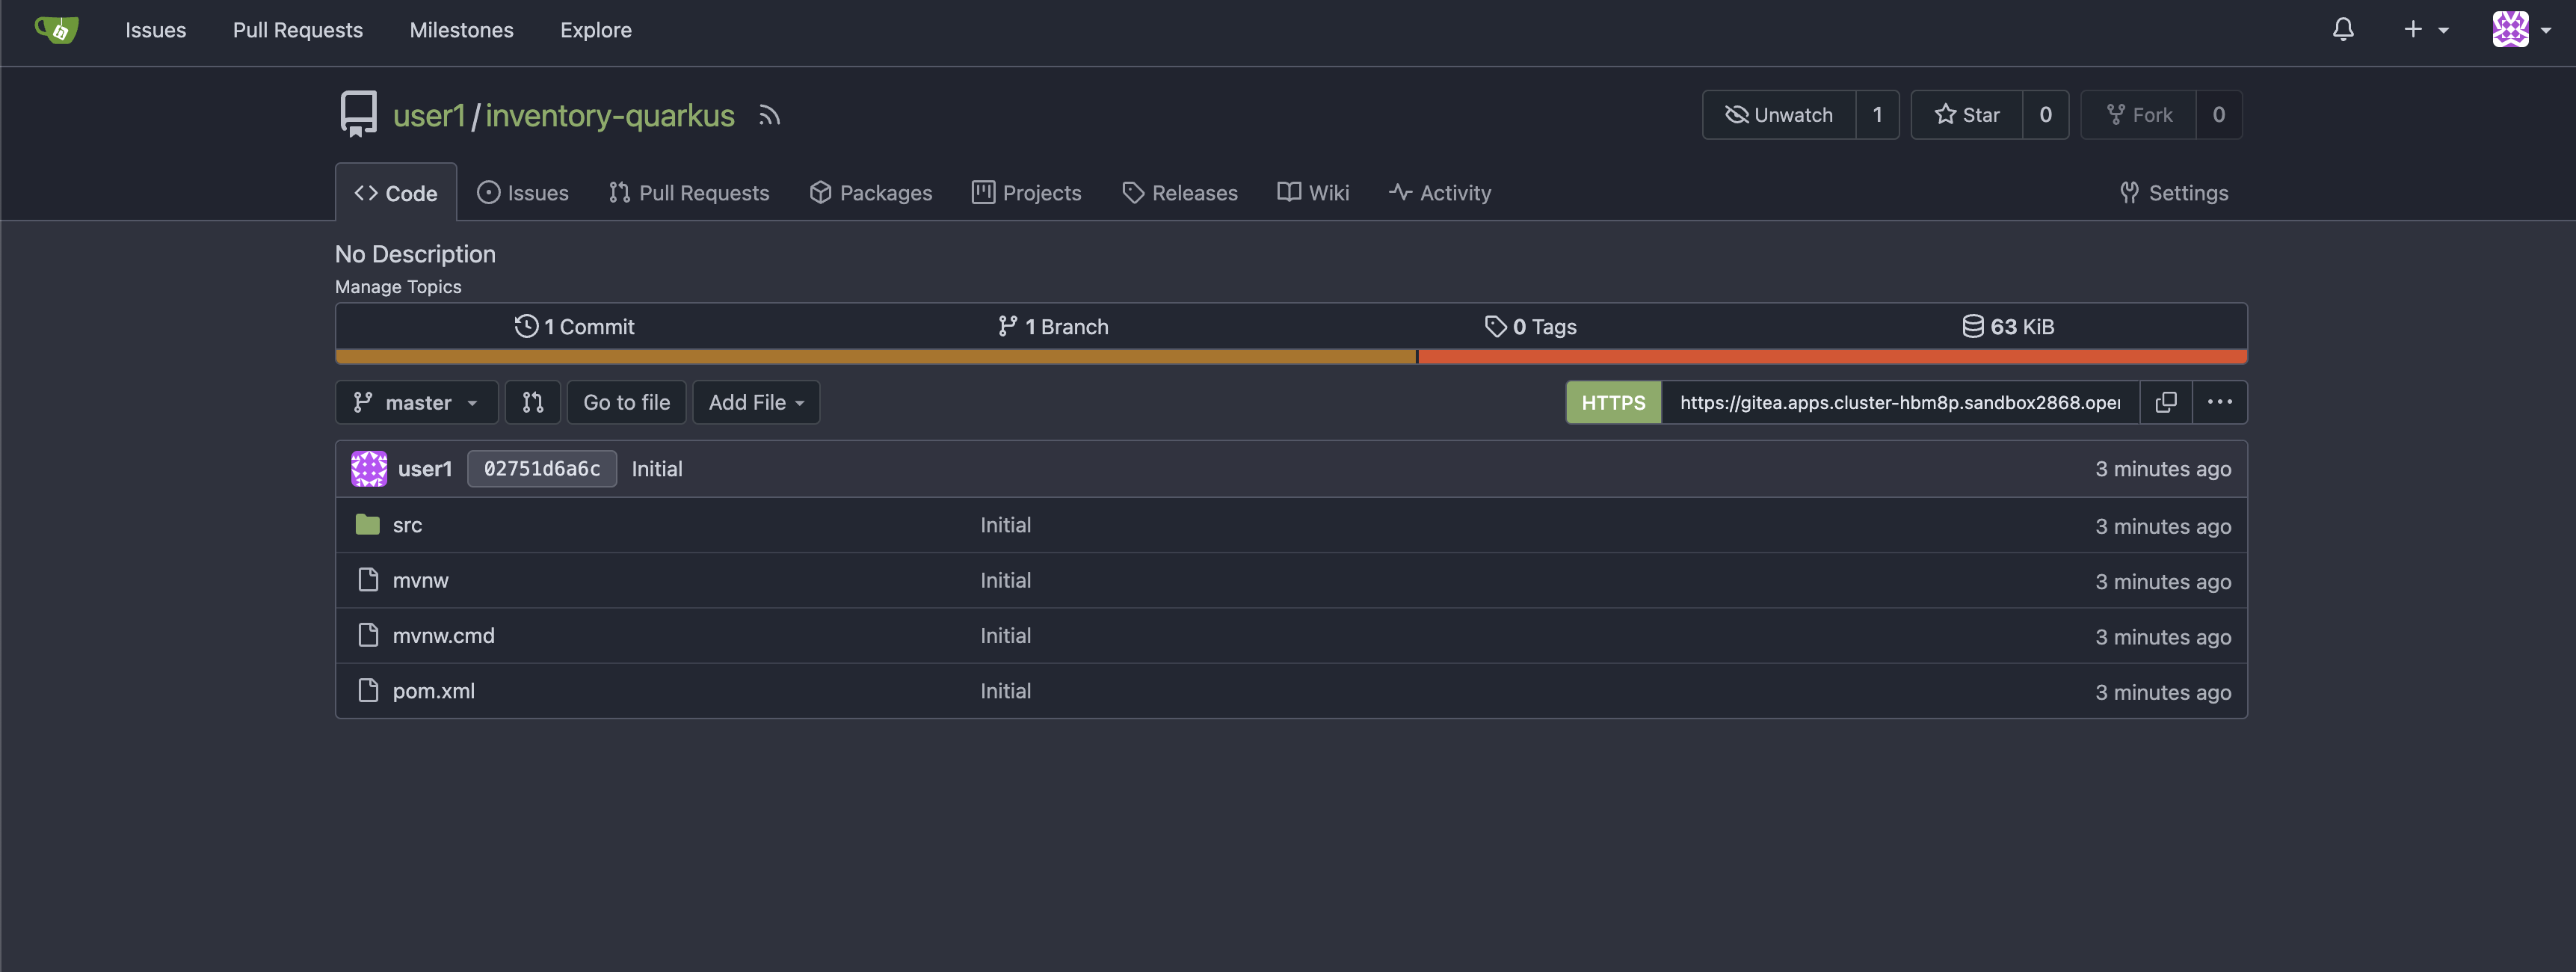 Issues Pull Requests Milestones Explore
user1/inventory-quarkus Unwatch 1 Star 0 Fork 0
Code Issues Pull Requests Packages Projects Releases Wiki Activity Settings
No Description
Manage Topics
1 Commit 1 Branch 0 Tags 63 KiB
master Go to file Add File HTTPS https://gitea.apps.cluster-hbm8p.sandbox2868.oper
user1 02751d6a6c Initial 3 minutes ago
src Initial 3 minutes ago
mvnw Initial 3 minutes ago
mvnw.cmd Initial 3 minutes ago
pom.xml Initial 3 minutes ago